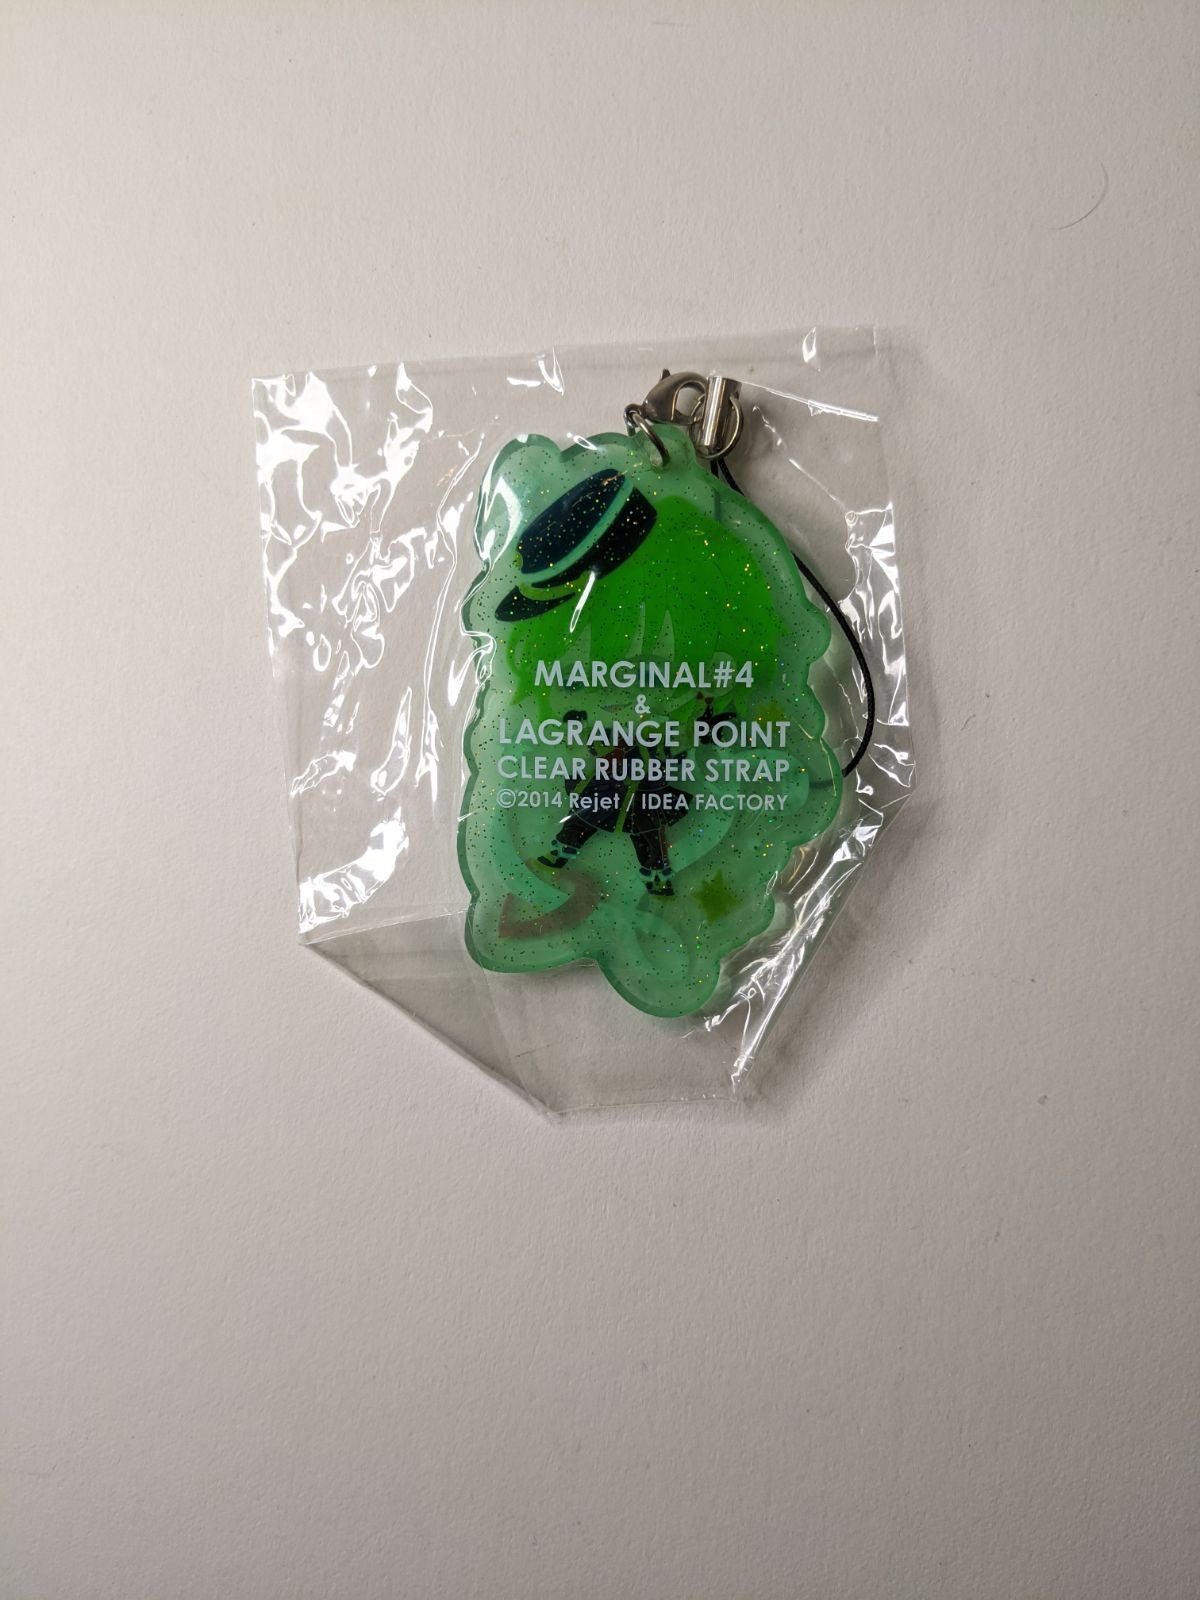 MARGINAL#4
&
LAGRANGE POINT
CLEAR RUBBER STRAP
©2014 Rejet / IDEA FACTORY